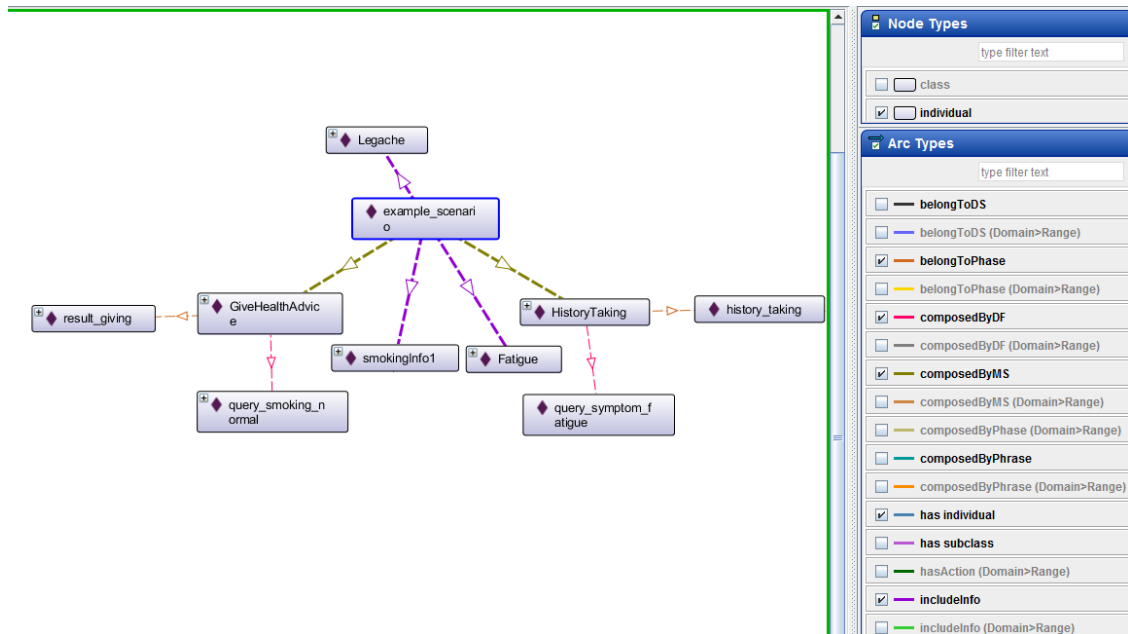 Legache
example_scenari
o
GiveHealthAdvic
e
result_giving
HistoryTaking
history_taking
smokingInfo1
Fatigue
query_smoking_n
ormal
query_symptom_f
atigue
Node Types
type filter text
class
individual
Arc Types
type filter text
belongToDS
belongToDS (Domain>Range)
belongToPhase
belongToPhase (Domain>Range)
composedByDF
composedByDF (Domain>Range)
composedByMS
composedByMS (Domain>Range)
composedByPhase (Domain>Range)
composedByPhrase
composedByPhrase (Domain>Range)
has individual
has subclass
hasAction (Domain>Range)
includeInfo
includeInfo (Domain>Range)